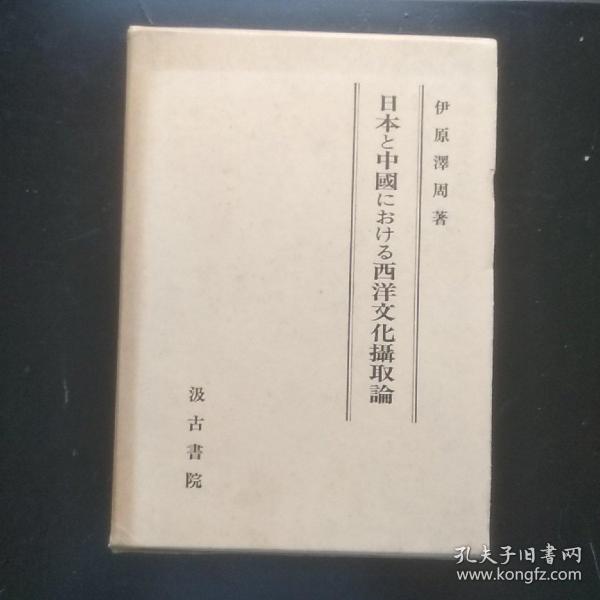 伊原澤周著
日本と中國における西洋文化攝取論
汲古書院
孔夫子旧书网
www.kongfz.com